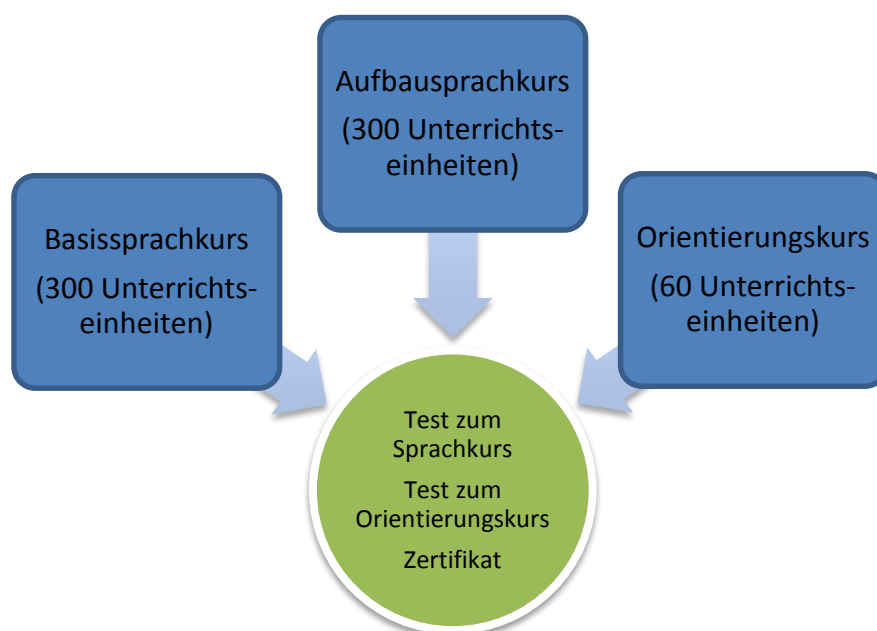 Aufbausprachkurs
(300 Unterrichts-
einheiten)
Basissprachkurs
(300 Unterrichts-
einheiten)
Orientierungskurs
(60 Unterrichts-
einheiten)
Test zum
Sprachkurs
Test zum
Orientierungskurs
Zertifikat